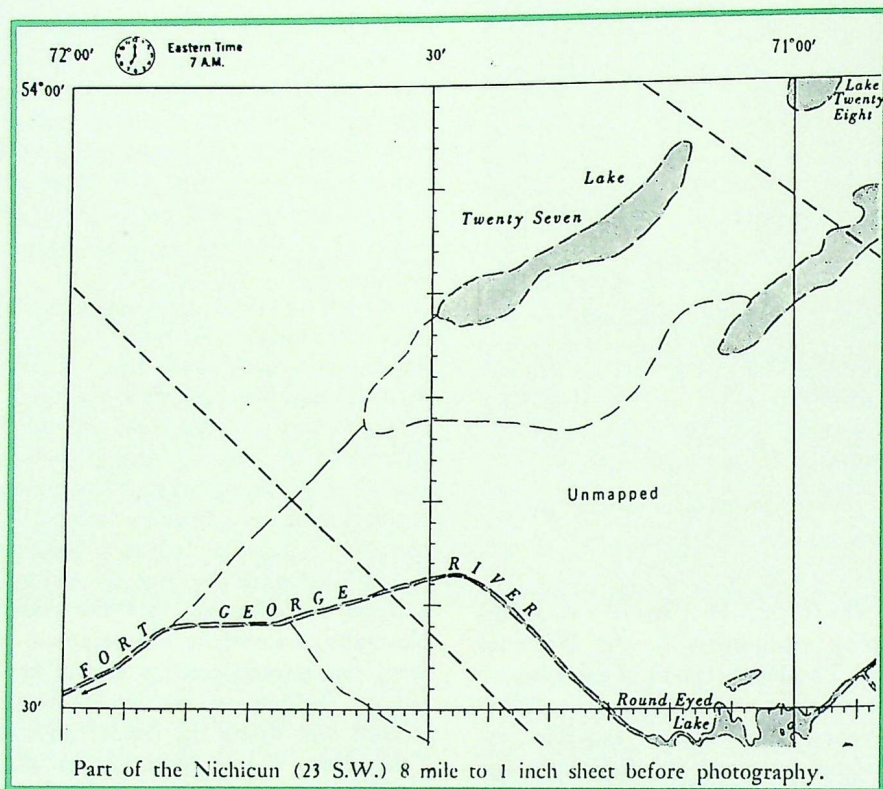 72°00'
Eastern Time
7 A.M.
30'
71°00'
54°00'
Lake
Twenty
Eight
Lake
Twenty Seven
Unmapped
FORT GEORGE RIVER
30'
Round Eyed
Lake
Part of the Nichicun (23 S.W.) 8 mile to 1 inch sheet before photography.